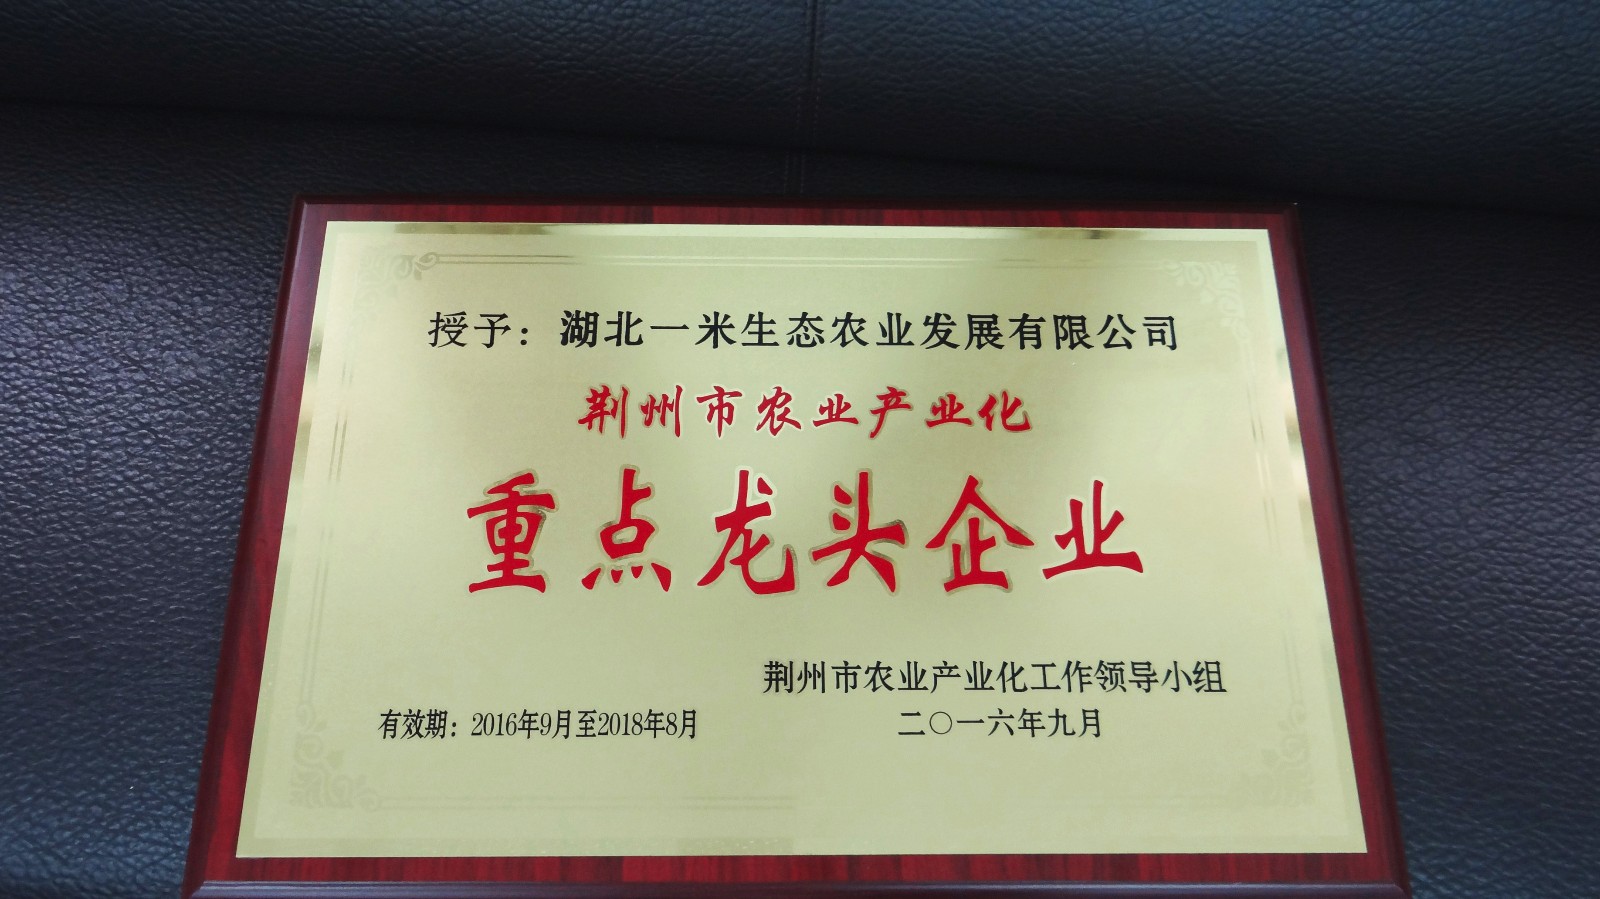 授予：湖北一米生态农业发展有限公司
荆州市农业产业化
重点龙头企业
荆州市农业产业化工作领导小组
有效期：2016年9月至2018年8月
二〇一六年九月